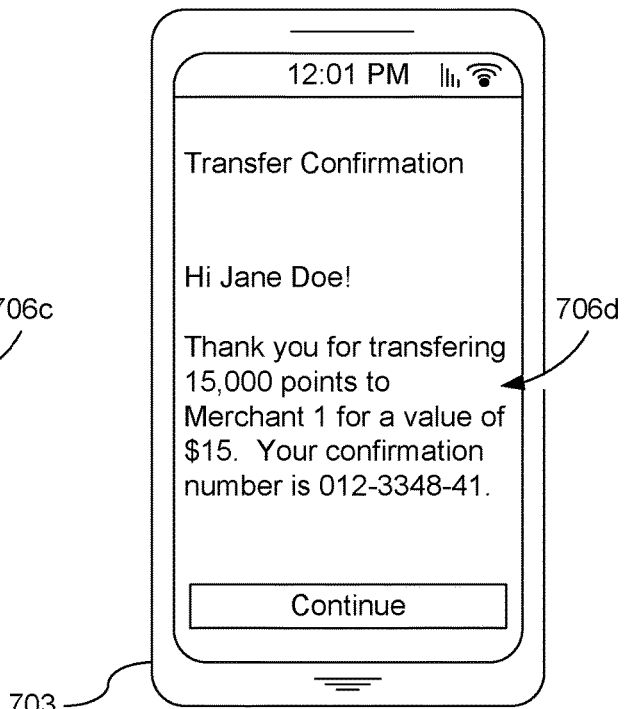 12:01 PM
Transfer Confirmation
Hi Jane Doe!
706c
706d
Thank you for transfering
15,000 points to
Merchant 1 for a value of
$15. Your confirmation
number is 012-3348-41.
Continue
703